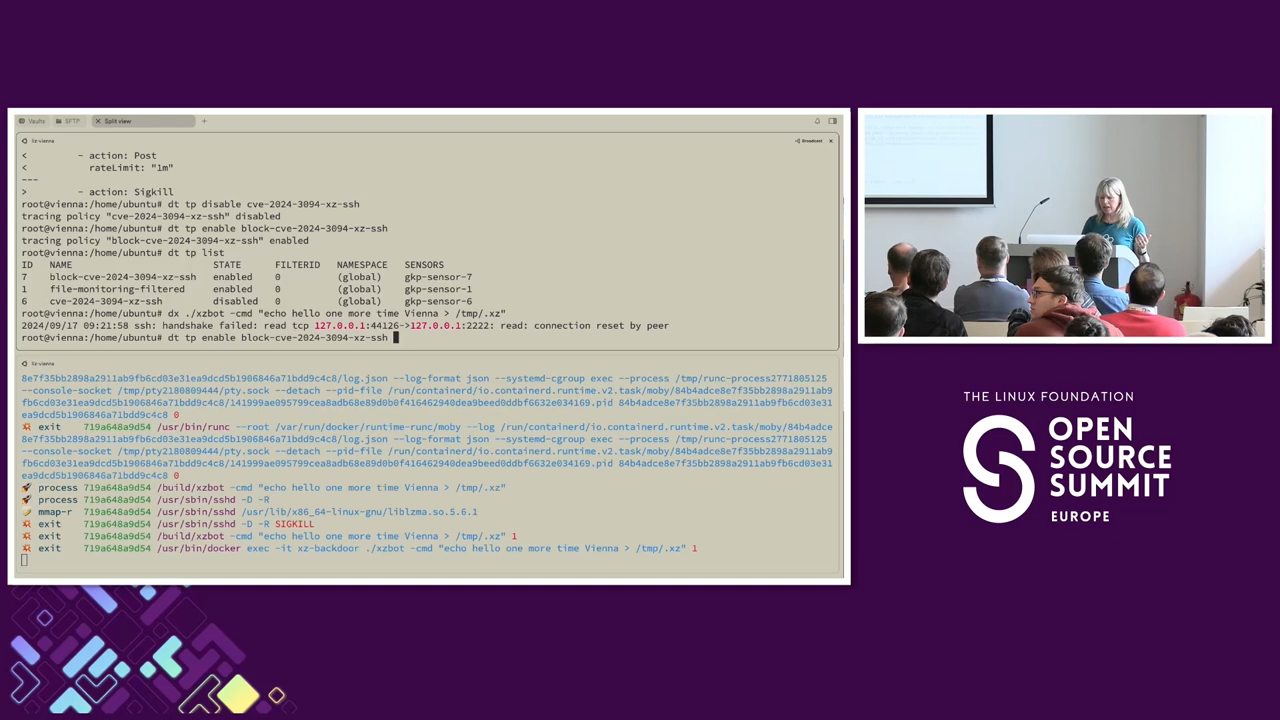 Vaults SFTP Split view
liz-vienna Broadcast
< - action: Post
< rateLimit: "1m"
---
> - action: Sigkill
root@vienna:/home/ubuntu# dt tp disable cve-2024-3094-xz-ssh
tracing policy "cve-2024-3094-xz-ssh" disabled
root@vienna:/home/ubuntu# dt tp enable block-cve-2024-3094-xz-ssh
tracing policy "block-cve-2024-3094-xz-ssh" enabled
root@vienna:/home/ubuntu# dt tp list
ID NAME STATE FILTERID NAMESPACE SENSORS
7 block-cve-2024-3094-xz-ssh enabled 0 (global) gkp-sensor-7
1 file-monitoring-filtered enabled 0 (global) gkp-sensor-1
6 cve-2024-3094-xz-ssh disabled 0 (global) gkp-sensor-6
root@vienna:/home/ubuntu# dx ./xzbot -cmd "echo hello one more time Vienna > /tmp/.xz"
2024/09/17 09:21:58 ssh: handshake failed: read tcp 127.0.0.1:44126->127.0.0.1:2222: read: connection reset by peer
root@vienna:/home/ubuntu# dt tp enable block-cve-2024-3094-xz-ssh
liz-vienna
8e7f35bb2898a2911ab9fb6cd03e31ea9dcd5b1906846a71bdd9c4c8/log.json --log-format json --systemd-cgroup exec --process /tmp/runc-process2771805125
--console-socket /tmp/pty2180809444/pty.sock --detach --pid-file /run/containerd/io.containerd.runtime.v2.task/moby/84b4adce8e7f35bb2898a2911ab9
fb6cd03e31ea9dcd5b1906846a71bdd9c4c8/141999ae095799cea8adb68e89d0b0f416462940dea9beed0ddbf6632e034169.pid 84b4adce8e7f35bb2898a2911ab9fb6cd03e31
ea9dcd5b1906846a71bdd9c4c8 0
exit 719a648a9d54 /usr/bin/runc --root /var/run/docker/runtime-runc/moby --log /run/containerd/io.containerd.runtime.v2.task/moby/84b4adce
8e7f35bb2898a2911ab9fb6cd03e31ea9dcd5b1906846a71bdd9c4c8/log.json --log-format json --systemd-cgroup exec --process /tmp/runc-process2771805125
--console-socket /tmp/pty2180809444/pty.sock --detach --pid-file /run/containerd/io.containerd.runtime.v2.task/moby/84b4adce8e7f35bb2898a2911ab9
fb6cd03e31ea9dcd5b1906846a71bdd9c4c8/141999ae095799cea8adb68e89d0b0f416462940dea9beed0ddbf6632e034169.pid 84b4adce8e7f35bb2898a2911ab9fb6cd03e31
ea9dcd5b1906846a71bdd9c4c8 0
process 719a648a9d54 /build/xzbot -cmd "echo hello one more time Vienna > /tmp/.xz"
process 719a648a9d54 /usr/sbin/sshd -D -R
mmap-r 719a648a9d54 /usr/sbin/sshd /usr/lib/x86_64-linux-gnu/liblzma.so.5.6.1
exit 719a648a9d54 /usr/sbin/sshd -D -R SIGKILL
exit 719a648a9d54 /build/xzbot -cmd "echo hello one more time Vienna > /tmp/.xz" 1
exit 719a648a9d54 /usr/bin/docker exec -it xz-backdoor ./xzbot -cmd "echo hello one more time Vienna > /tmp/.xz" 1
THE LINUX FOUNDATION
OPEN
SOURCE
SUMMIT
EUROPE